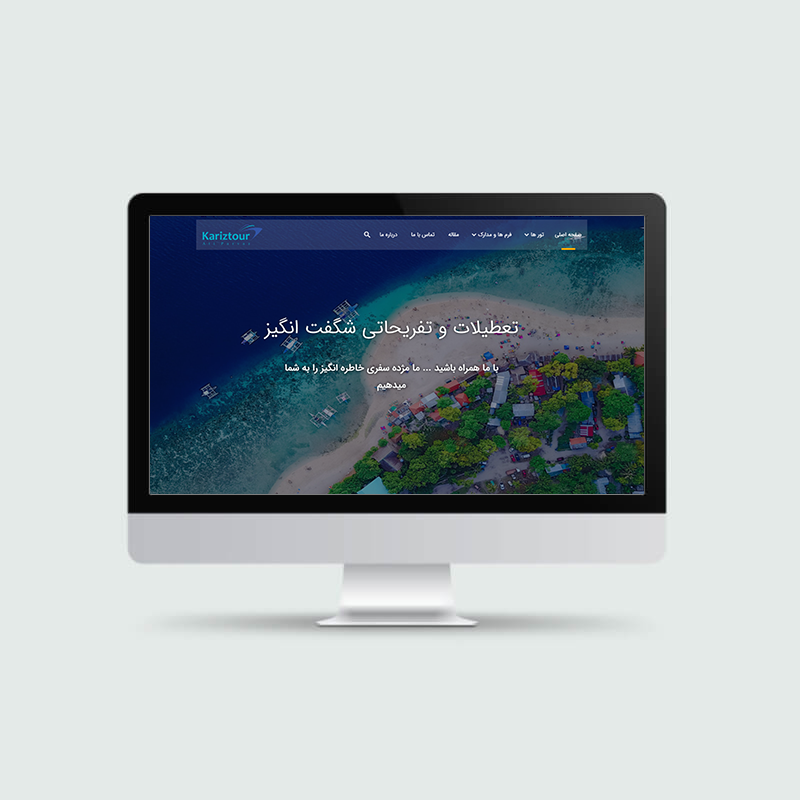 Kariztour
صفحه اصلی
تور ها
فرم ها و مدارک
مقاله
تماس با ما
درباره ما
تعطیلات و تفریحاتی شگفت انگیز
با ما همراه باشید ... ما مژده سفری خاطره انگیز را به شما
میدهیم